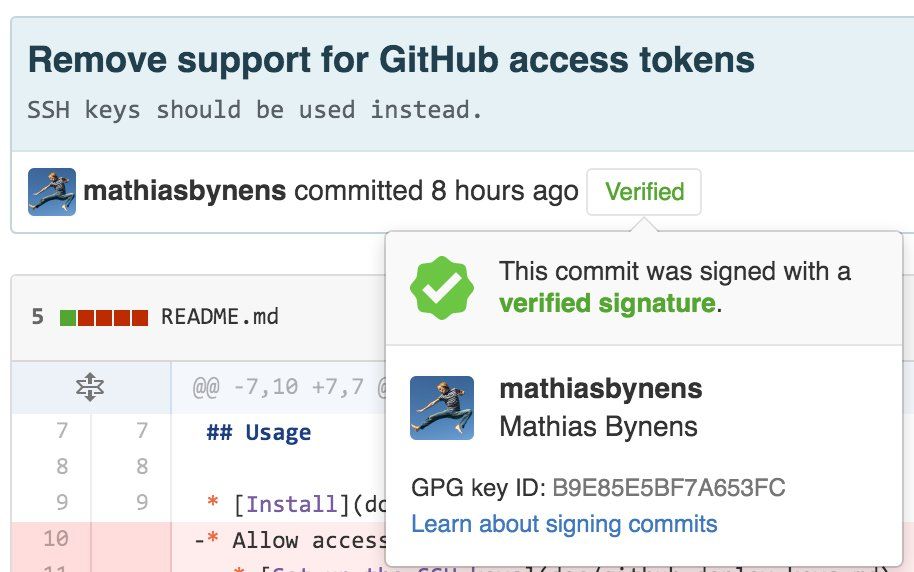 Remove support for GitHub access tokens
SSH keys should be used instead.
mathiasbynens committed 8 hours ago Verified
This commit was signed with a
verified signature.
5 README.md
@@ -7,10 +7,7 @
mathiasbynens
Mathias Bynens
7 7 ## Usage
8 8
9 9 * [Install](do
GPG key ID: B9E85E5BF7A653FC
Learn about signing commits
10 -* Allow access